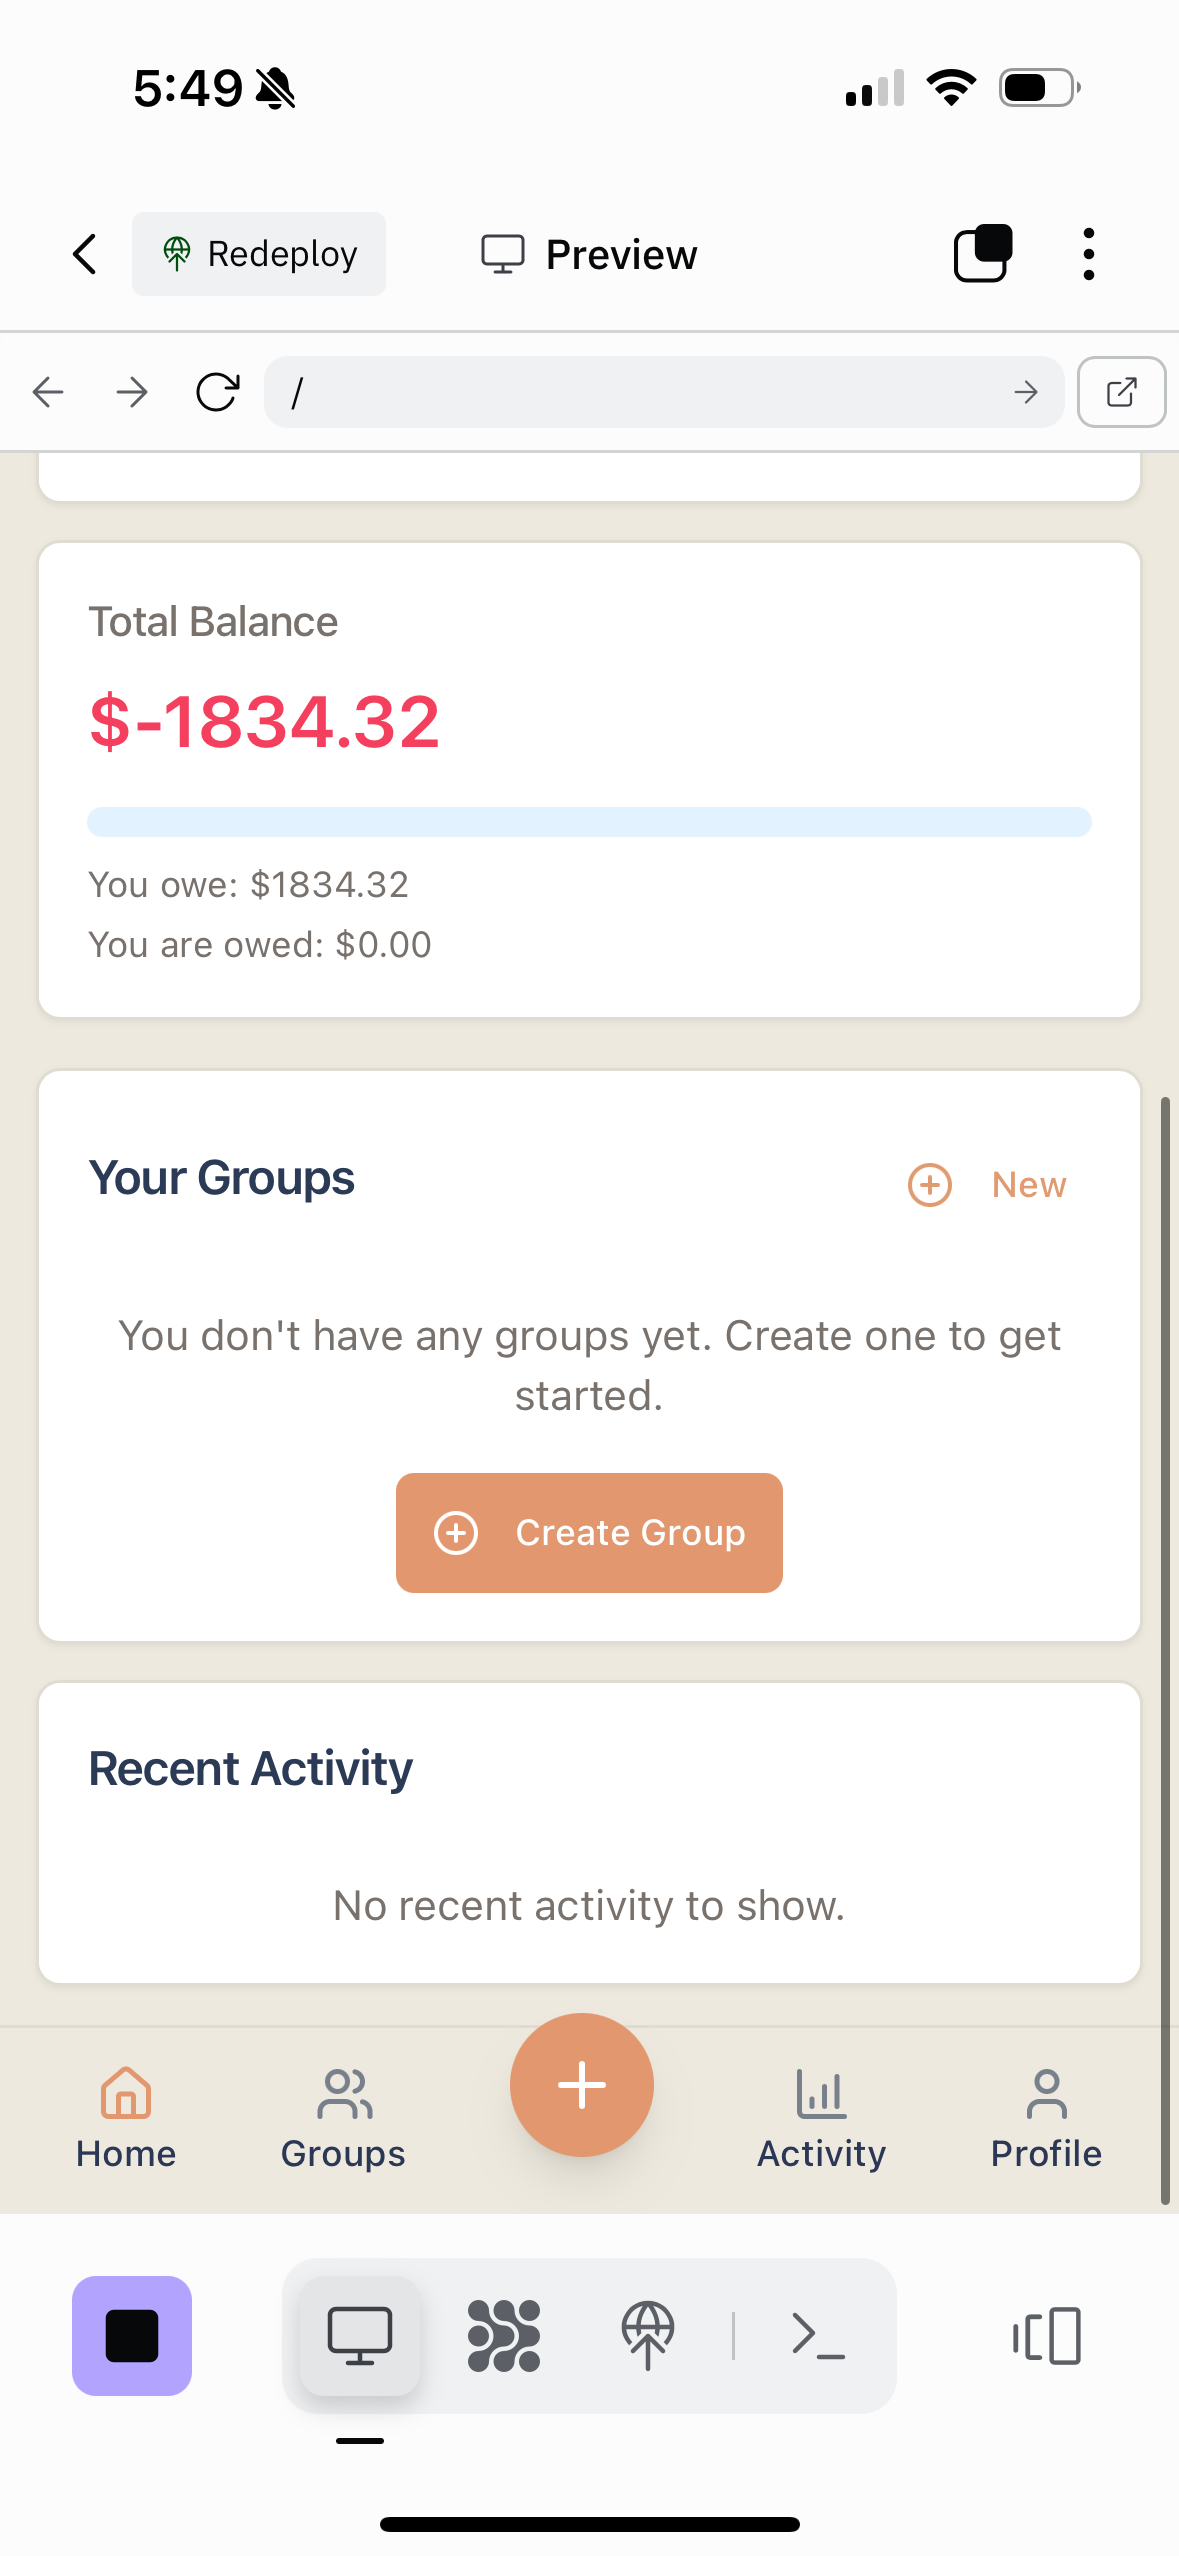 5:49
Redeploy
Preview
/
Total Balance
$-1834.32
You owe: $1834.32
You are owed: $0.00
Your Groups
New
You don't have any groups yet. Create one to get
started.
Create Group
Recent Activity
No recent activity to show.
Home
Groups
Activity
Profile